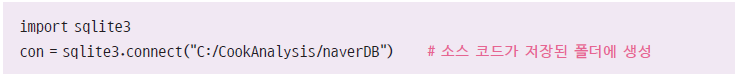 import sqlite3
con = sqlite3.connect("C:/CookAnalysis/naverDB") # 소스 코드가 저장된 폴더에 생성